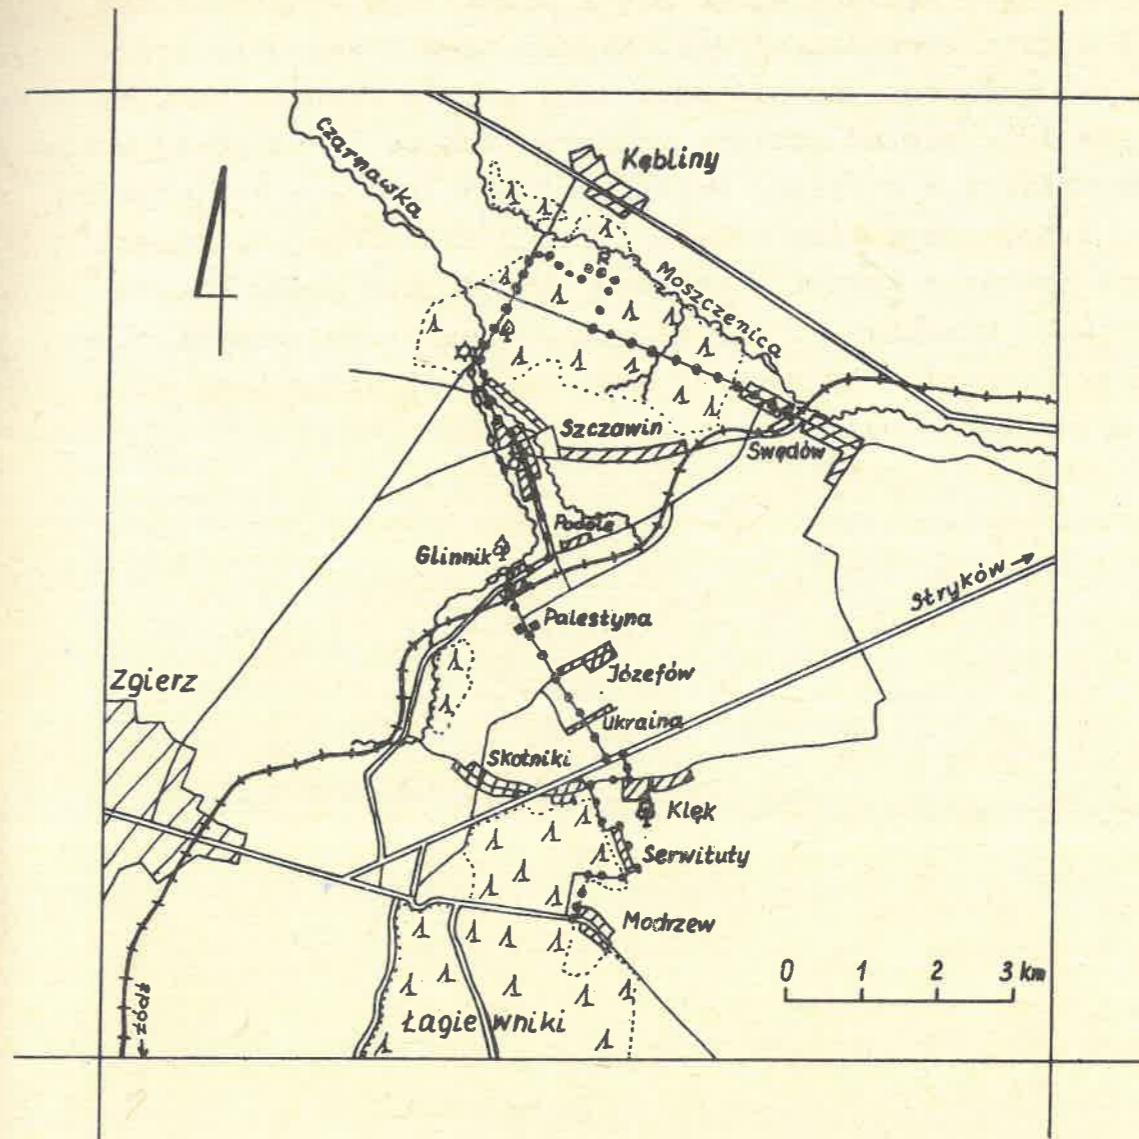 Czarnawska
Kębliny
Moszczenica
R
Szczawin
Swędów
Podole
Glinnik
Stryków
Palestyna
Józefów
Zgierz
Ukraina
Skotniki
Klęk
Serwituty
Modrzew
0 1 2 3 km
Łódź
Łagiewniki